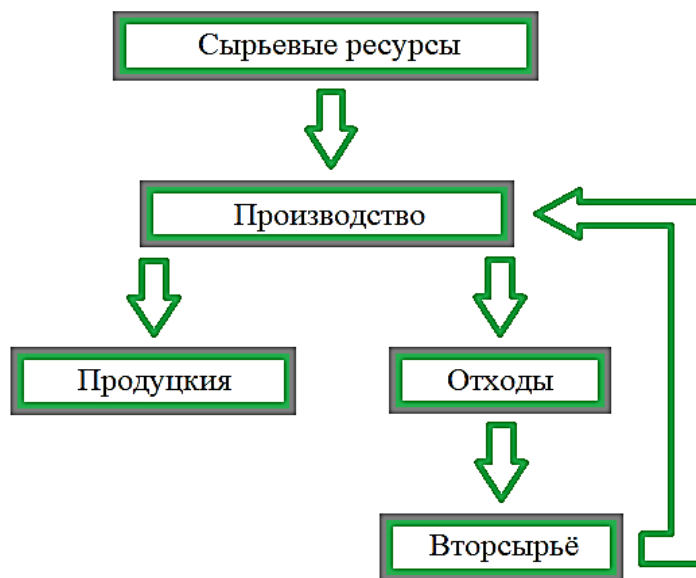 Сырьевые ресурсы
Производство
Продуцкия
Отходы
Вторсырьё